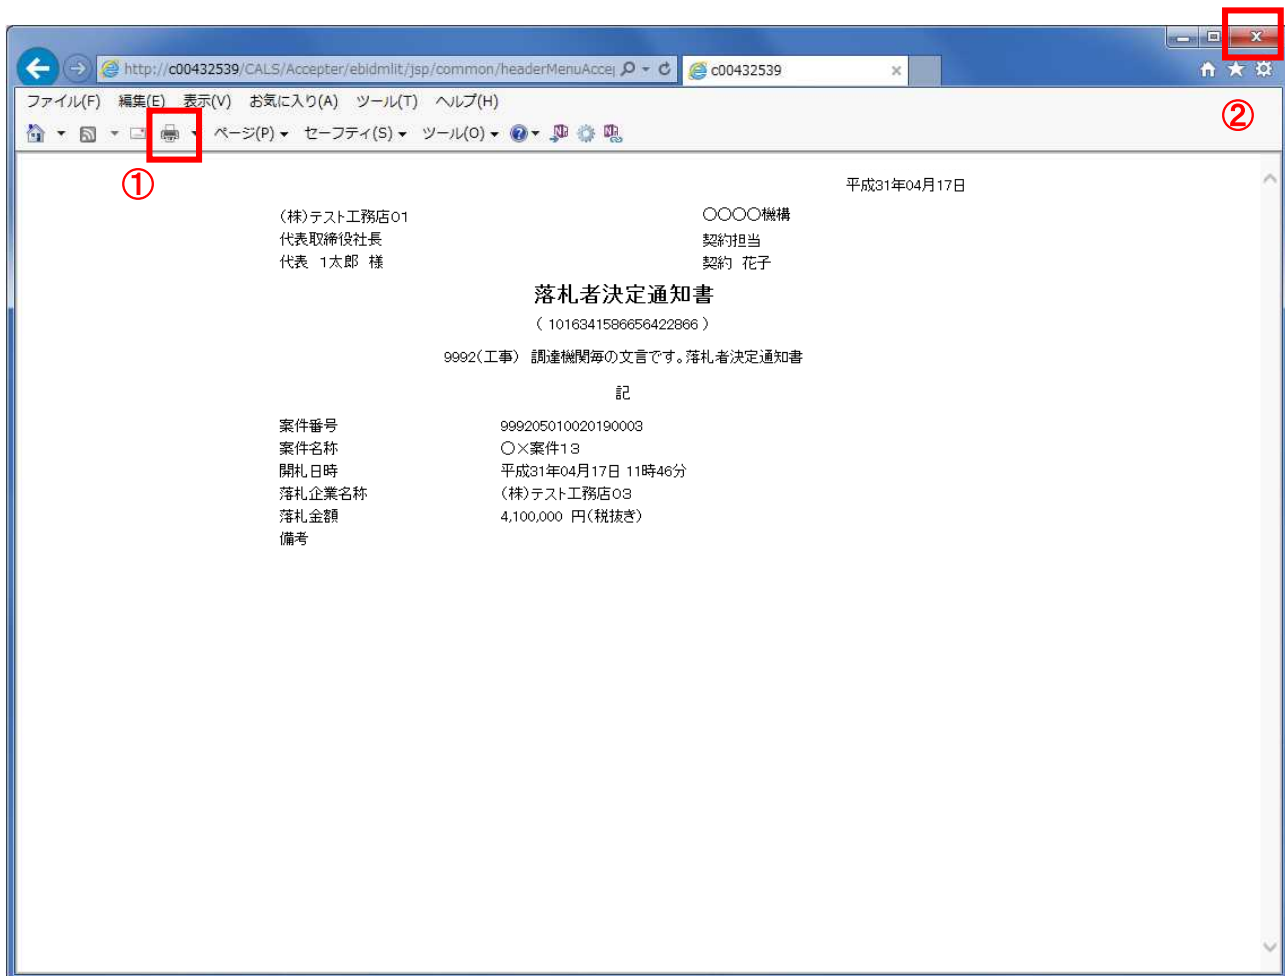 http://c00432539/CALS/Accepter/ebidmlit/jsp/common/headerMenuAccep
c00432539
ファイル(F) 編集(E) 表示(V) お気に入り(A) ツール(T) ヘルプ(H)
②
ページ(P) セーフティ(S) ツール(O)
①
平成31年04月17日
(株)テスト工務店01
○○○○機構
代表取締役社長
契約担当
代表 1太郎 様
契約 花子
落札者決定通知書
( 1016341586656422866 )
9992(工事) 調達機関毎の文言です。落札者決定通知書
記
案件番号 999205010020190003
案件名称 ○×案件13
開札日時 平成31年04月17日 11時46分
落札企業名称 (株)テスト工務店03
落札金額 4,100,000 円(税抜き)
備考